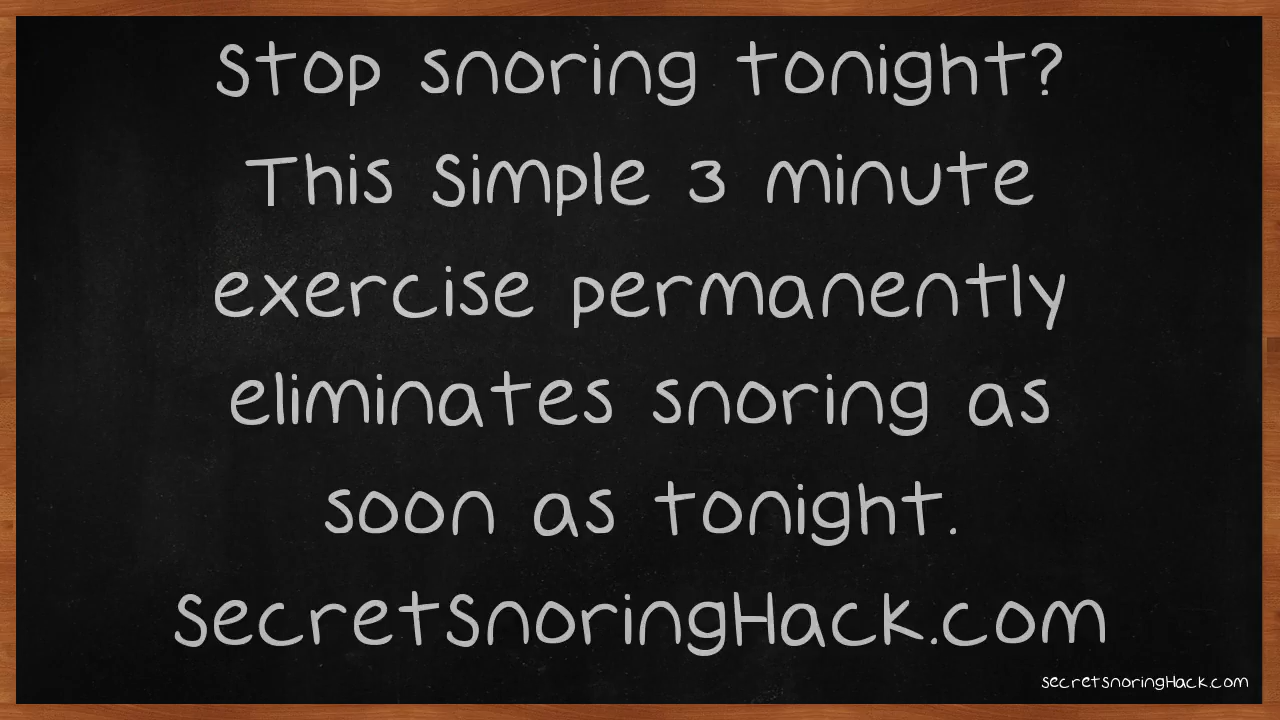 Stop snoring tonight?
This Simple 3 minute
exercise permanently
eliminates snoring as
soon as tonight.
SecretSnoringHack.com
secretsnoringHack.com